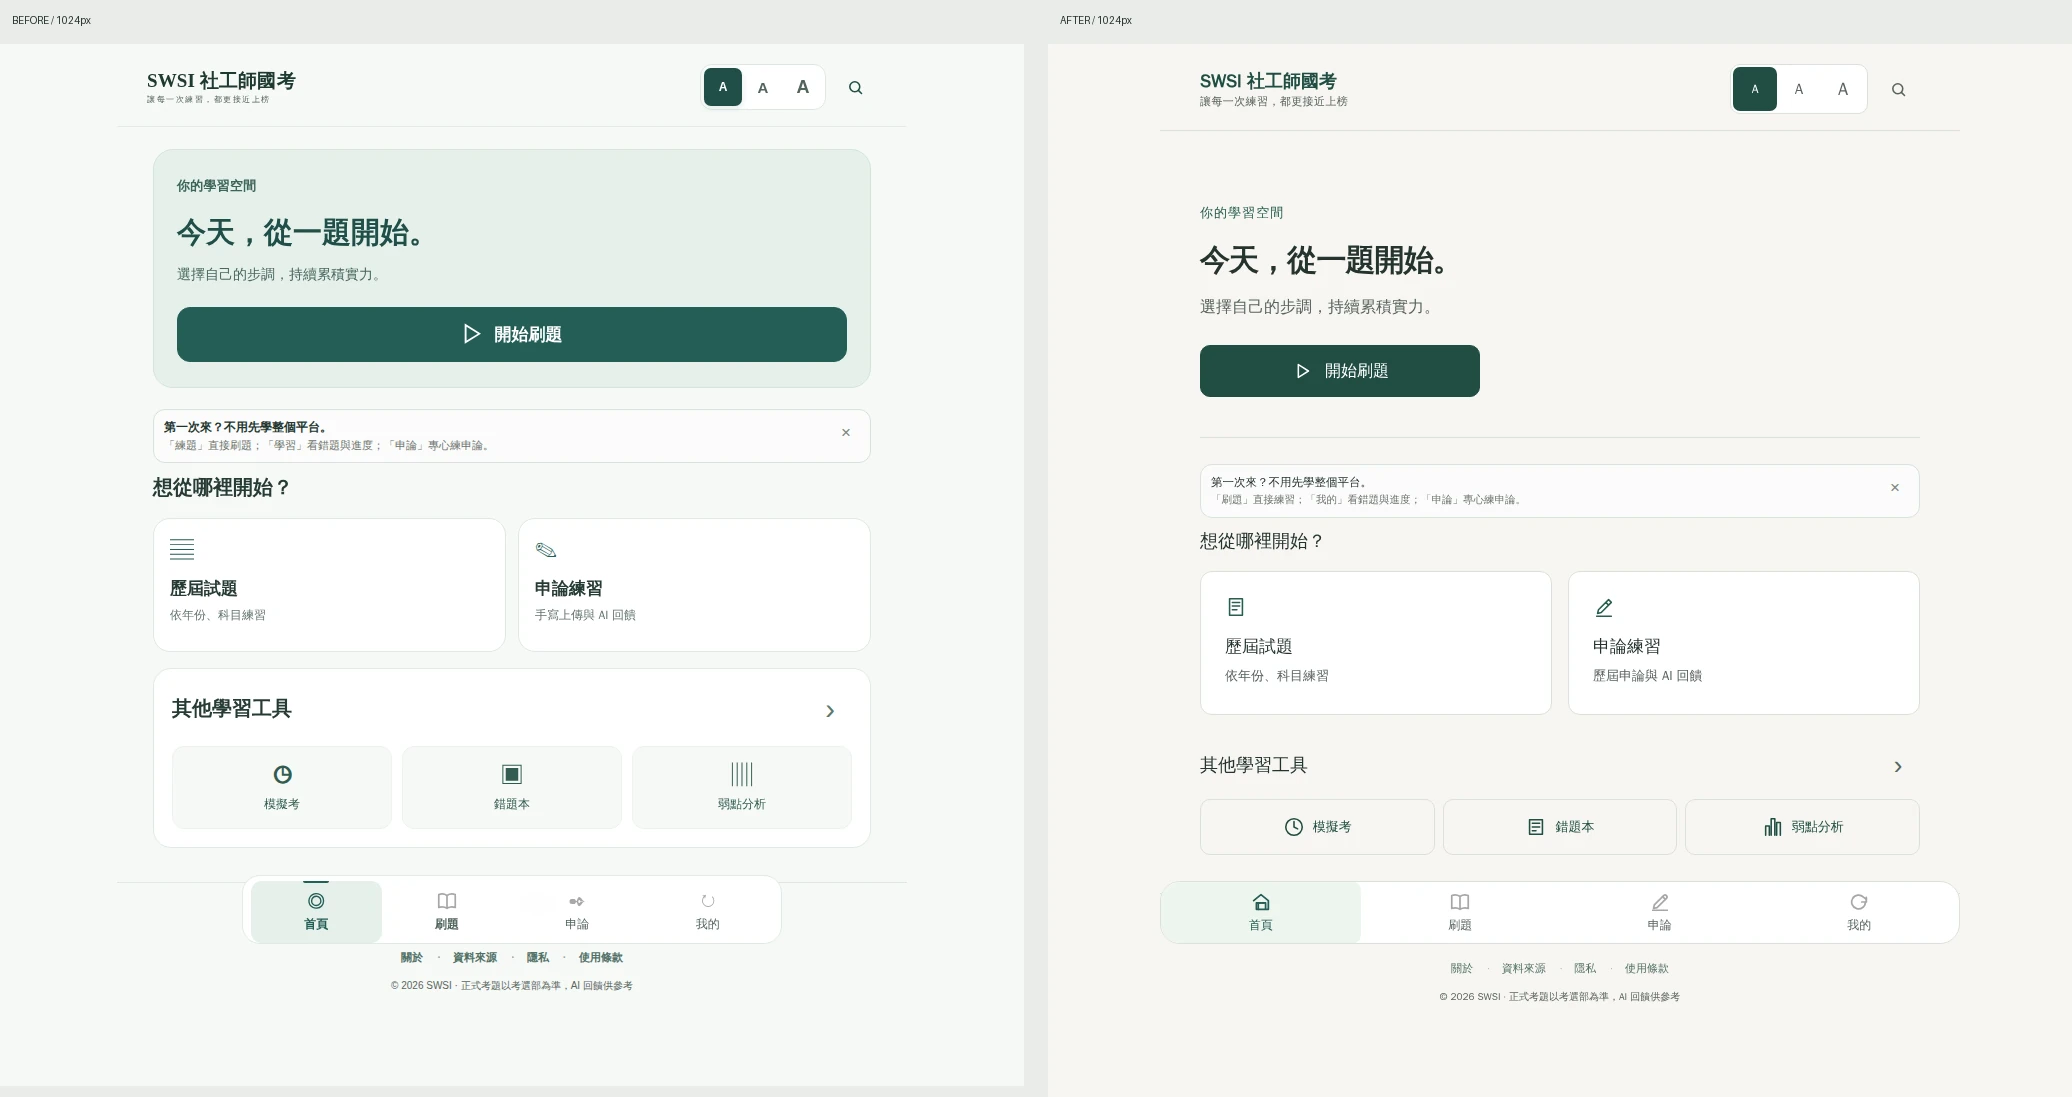 BEFORE / 1024px
SWSI 社工師國考
讓每一次練習，都更接近上榜
A A A
你的學習空間
今天，從一題開始。
選擇自己的步調，持續累積實力。
開始刷題
第一次來？不用先學整個平台。
「練題」直接刷題；「學習」看錯題與進度；「申論」專心練申論。
×
想從哪裡開始？
歷屆試題
依年份、科目練習
申論練習
手寫上傳與 AI 回饋
其他學習工具
模擬考
錯題本
弱點分析
首頁
刷題
申論
我的
關於 · 資料來源 · 隱私 · 使用條款
© 2026 SWSI · 正式考題以考選部為準，AI 回饋供參考
AFTER / 1024px
SWSI 社工師國考
讓每一次練習，都更接近上榜
A A A
你的學習空間
今天，從一題開始。
選擇自己的步調，持續累積實力。
開始刷題
第一次來？不用先學整個平台。
「刷題」直接練習；「我的」看錯題與進度；「申論」專心練申論。
×
想從哪裡開始？
歷屆試題
依年份、科目練習
申論練習
歷屆申論與 AI 回饋
其他學習工具
模擬考
錯題本
弱點分析
首頁
刷題
申論
我的
關於 · 資料來源 · 隱私 · 使用條款
© 2026 SWSI · 正式考題以考選部為準，AI 回饋供參考